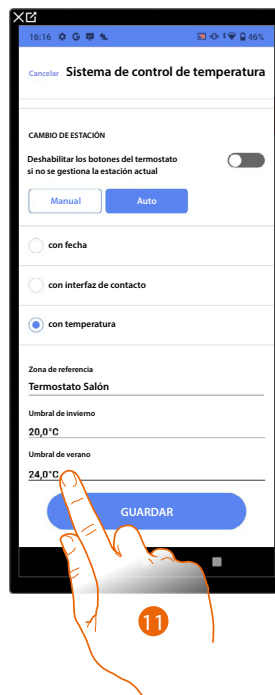 16:16 G 46%
Cancelar Sistema de control de temperatura
CAMBIO DE ESTACIÓN
Deshabilitar los botones del termostato
si no se gestiona la estación actual
Manual Auto
con fecha
con interfaz de contacto
con temperatura
Zona de referencia
Termostato Salón
Umbral de invierno
20,0°C
Umbral de verano
24,0°C
GUARDAR
11